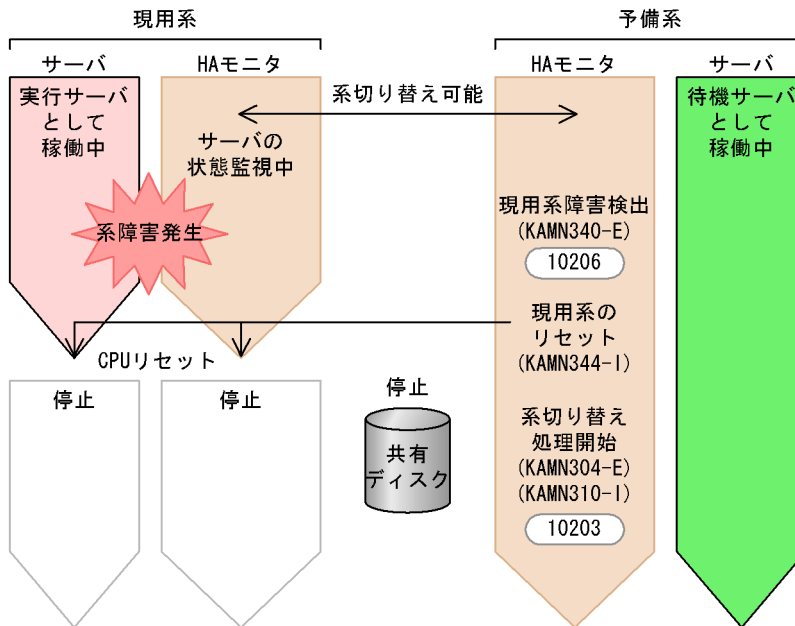 現用系
予備系
サーバ
HAモニタ
HAモニタ
サーバ
実行サーバ
として
稼働中
系切り替え可能
待機サーバ
として
稼働中
サーバの
状態監視中
系障害発生
現用系障害検出
(KAMN340-E)
10206
現用系の
リセット
(KAMN344-I)
CPUリセット
停止
停止
停止
共有
ディスク
系切り替え
処理開始
(KAMN304-E)
(KAMN310-I)
10203